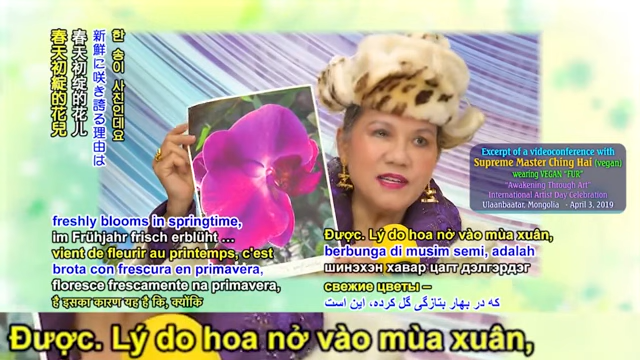 한 송이 사진인데요
新鮮に咲き誇る理由は
春天初綻的花儿
春天初綻的花兒
Excerpt of a videoconference with
Supreme Master Ching Hai (vegan)
wearing VEGAN "FUR"
"Awakening Through Art"
International Artist Day Celebration
Ulaanbaatar, Mongolia - April 3, 2019
freshly blooms in springtime,
im Frühjahr frisch erblüht ...
vient de fleurir au printemps, c'est
brota con frescura en primavera,
floresce frescamente na primavera,
है इसका कारण यह है कि, क्योंकि
Được. Lý do hoa nở vào mùa xuân,
berbunga di musim semi, adalah
шинэхэн хавар цагт дэлгэрдэг
свежие цветы –
که در بهار بتازگی گل کرده، این است
Được. Lý do hoa nở vào mùa xuân,